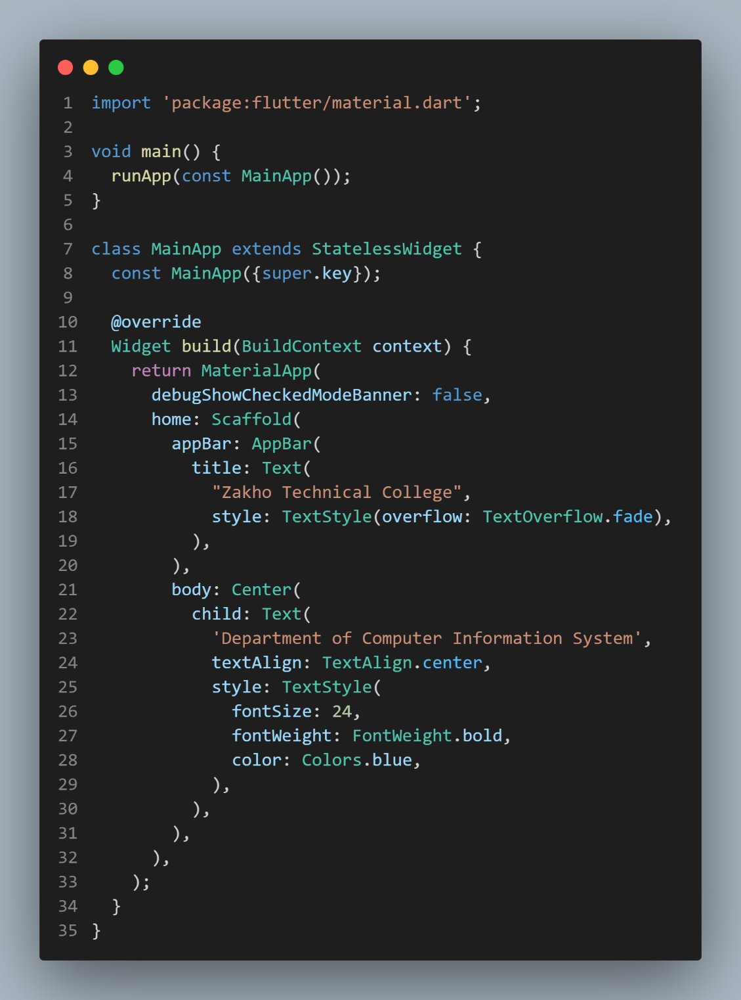 1 import 'package:flutter/material.dart';
2
3 void main() {
4   runApp(const MainApp());
5 }
6
7 class MainApp extends StatelessWidget {
8   const MainApp({super.key});
9
10   @override
11   Widget build(BuildContext context) {
12     return MaterialApp(
13       debugShowCheckedModeBanner: false,
14       home: Scaffold(
15         appBar: AppBar(
16           title: Text(
17             "Zakho Technical College",
18             style: TextStyle(overflow: TextOverflow.fade),
19           ),
20         ),
21         body: Center(
22           child: Text(
23             'Department of Computer Information System',
24             textAlign: TextAlign.center,
25             style: TextStyle(
26               fontSize: 24,
27               fontWeight: FontWeight.bold,
28               color: Colors.blue,
29             ),
30           ),
31         ),
32       ),
33     );
34   }
35 }